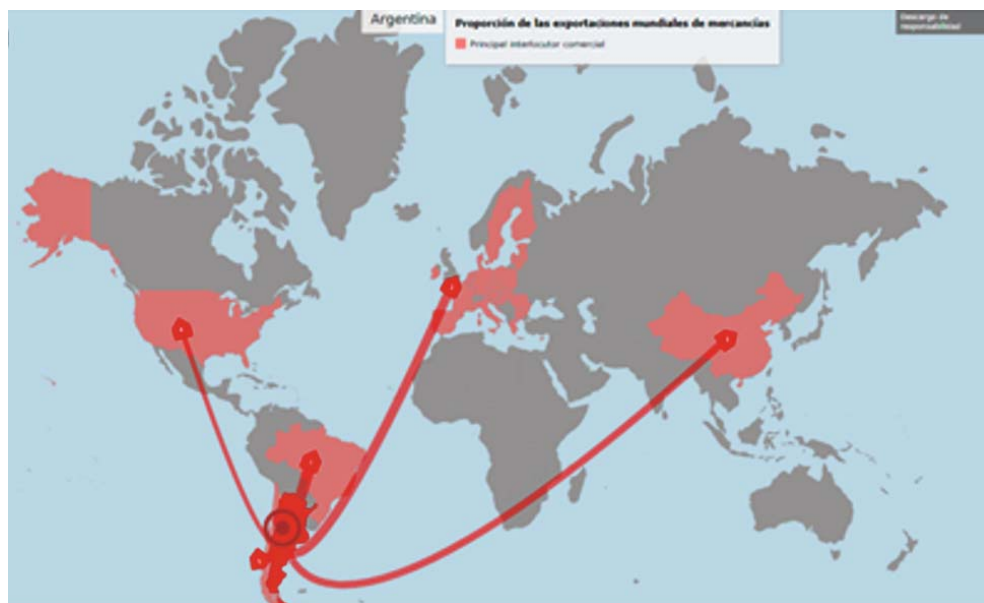 Argentina
Proporción de las exportaciones mundiales de mercancías
Principal interlocutor comercial
Descargo de
responsabilidad